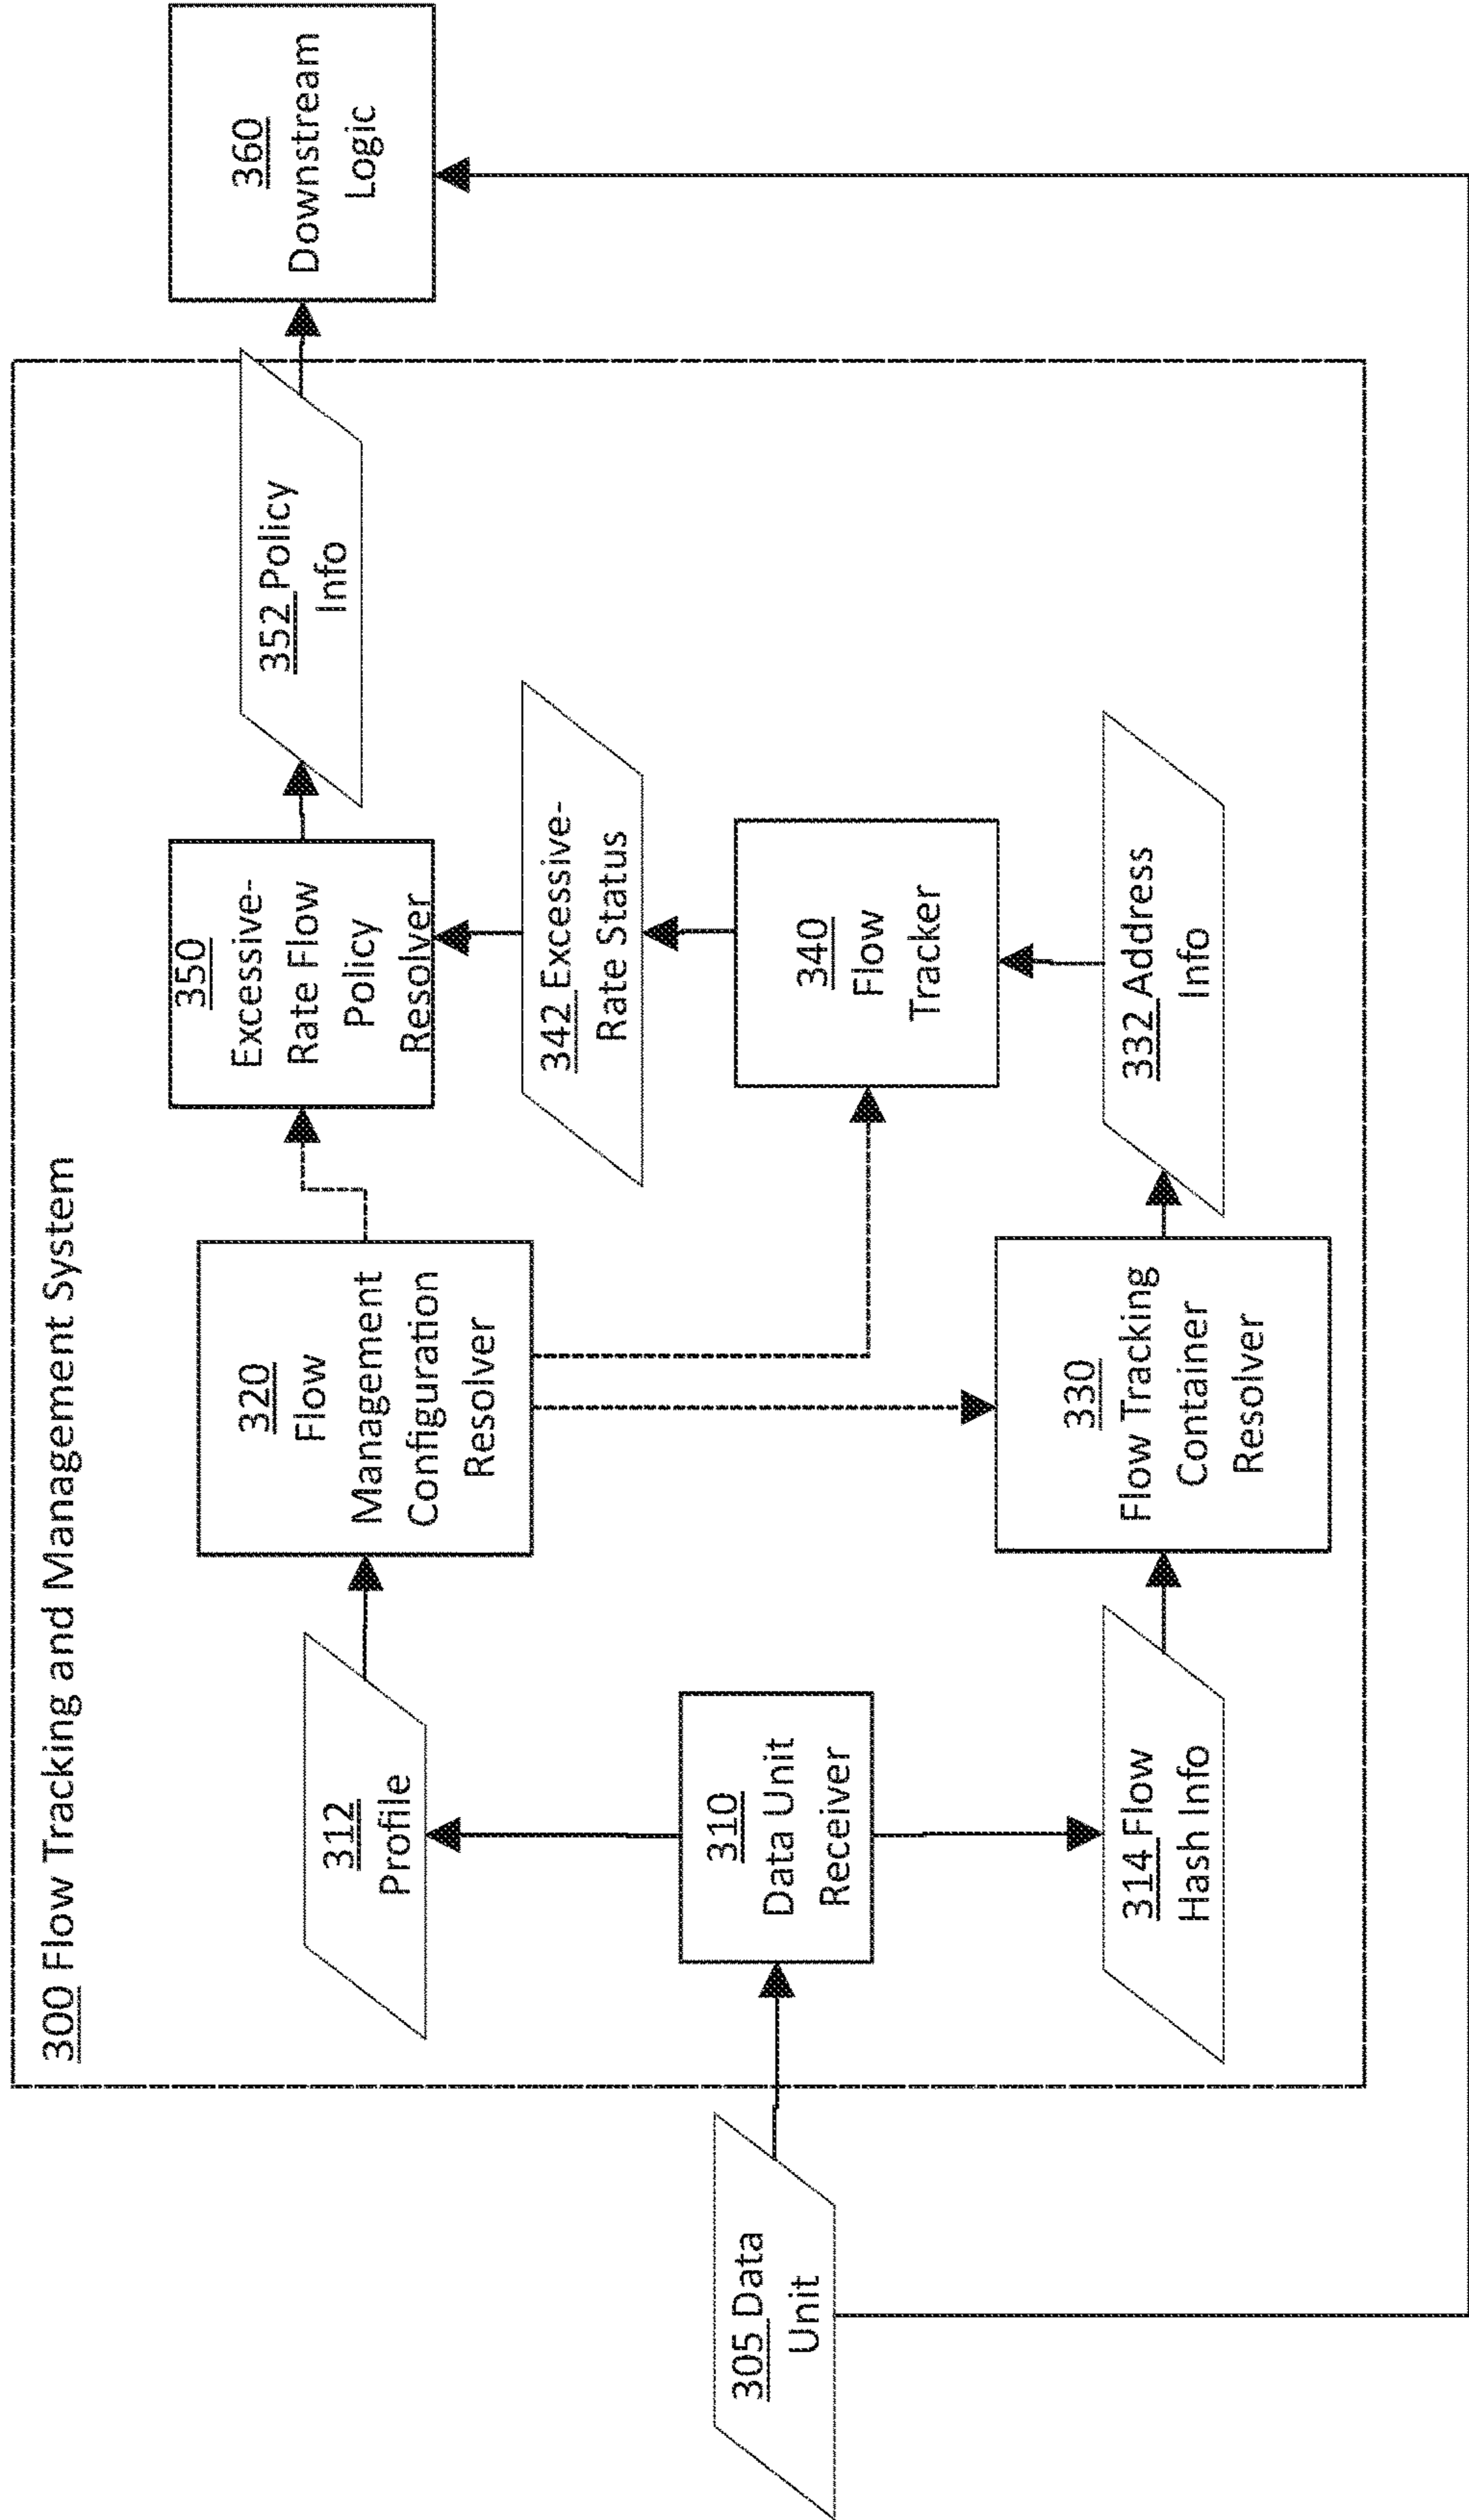 300 Flow Tracking and Management System
305 Data
Unit
310
Data Unit
Receiver
312
Profile
314 Flow
Hash Info
320
Flow
Management
Configuration
Resolver
330
Flow Tracking
Container
Resolver
332 Address
Info
340
Flow
Tracker
342 Excessive-
Rate Status
350
Excessive-
Rate Flow
Policy
Resolver
352 Policy
Info
360
Downstream
Logic